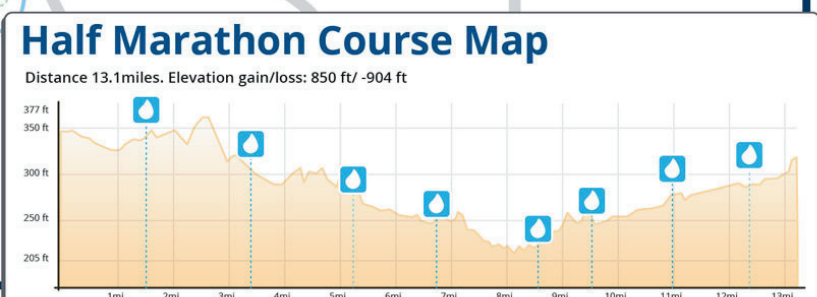 Half Marathon Course Map
Distance 13.1miles. Elevation gain/loss: 850 ft/ -904 ft
377 ft
350 ft
300 ft
250 ft
205 ft
1mi 2mi 3mi 4mi 5mi 6mi 7mi 8mi 9mi 10mi 11mi 12mi 13mi